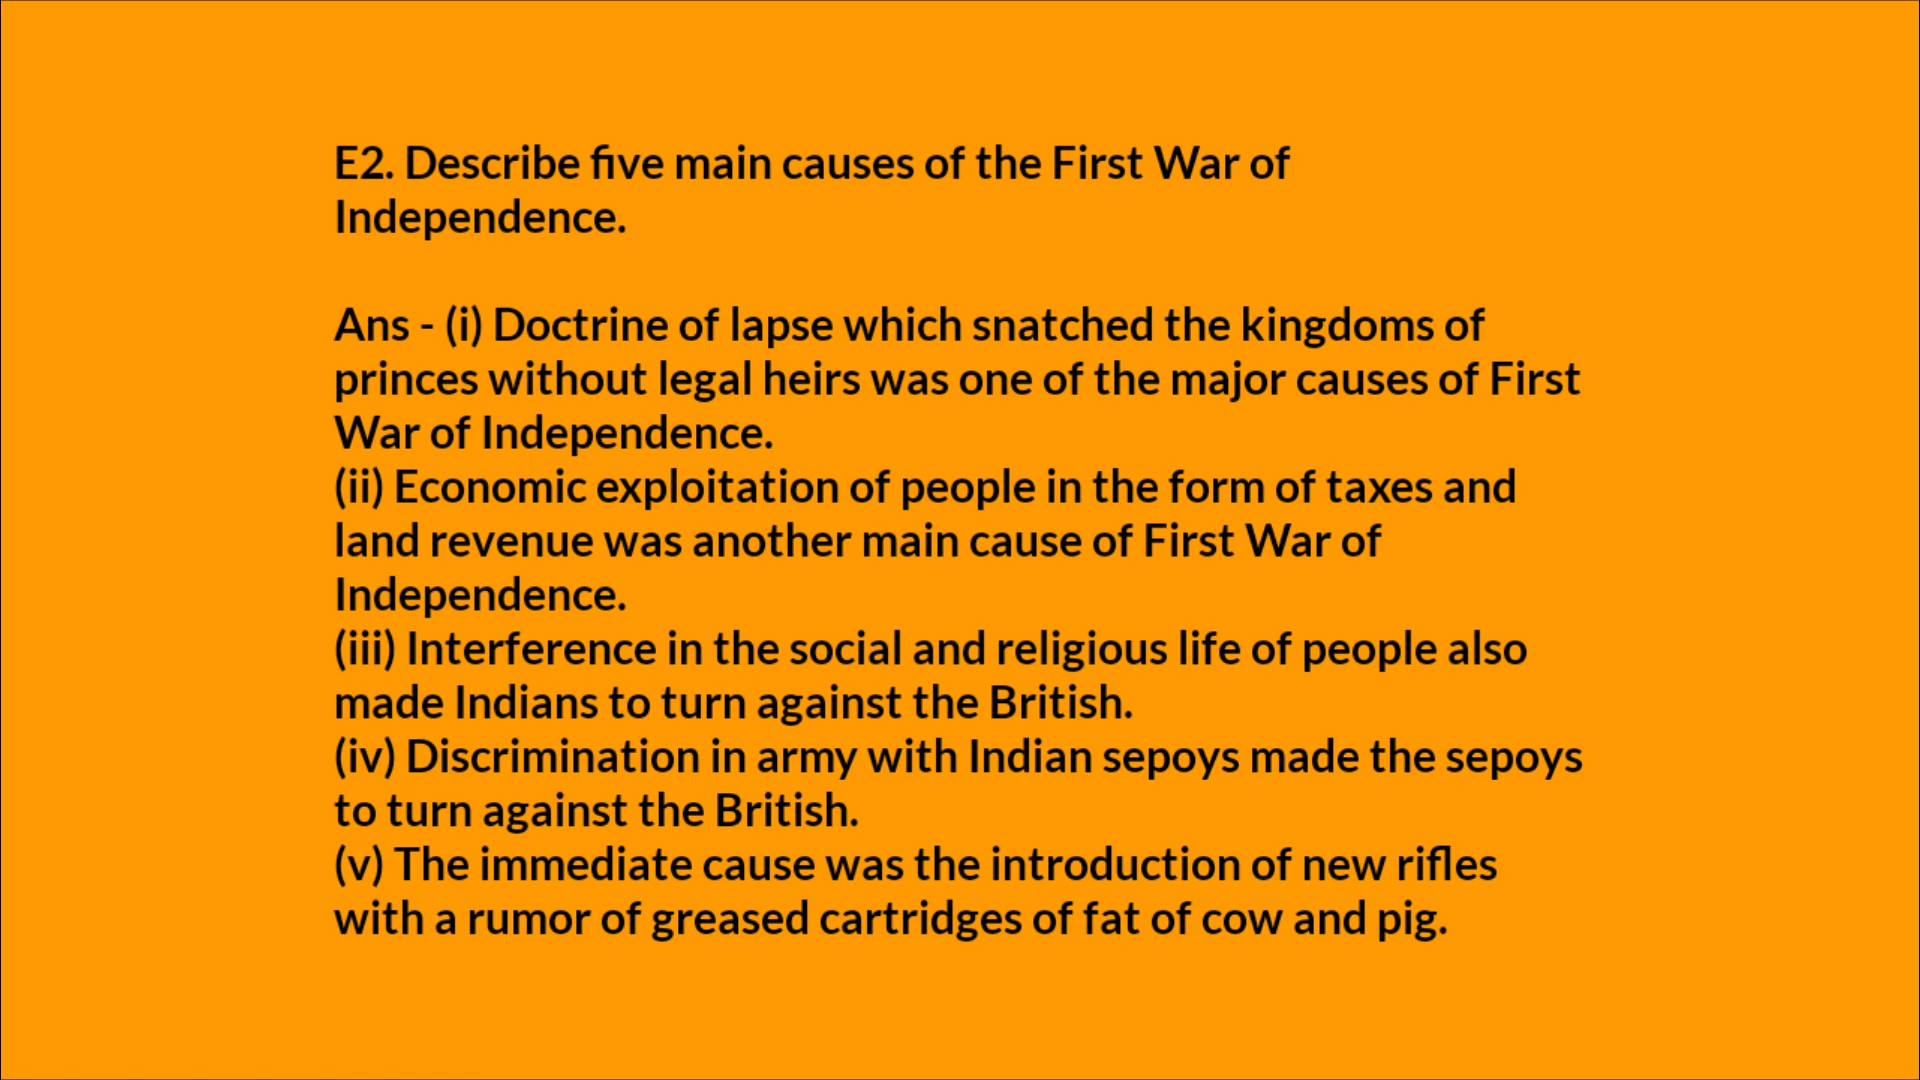 E2. Describe five main causes of the First War of
Independence.
Ans - (i) Doctrine of lapse which snatched the kingdoms of
princes without legal heirs was one of the major causes of First
War of Independence.
(ii) Economic exploitation of people in the form of taxes and
land revenue was another main cause of First War of
Independence.
(iii) Interference in the social and religious life of people also
made Indians to turn against the British.
(iv) Discrimination in army with Indian sepoys made the sepoys
to turn against the British.
(v) The immediate cause was the introduction of new rifles
with a rumor of greased cartridges of fat of cow and pig.